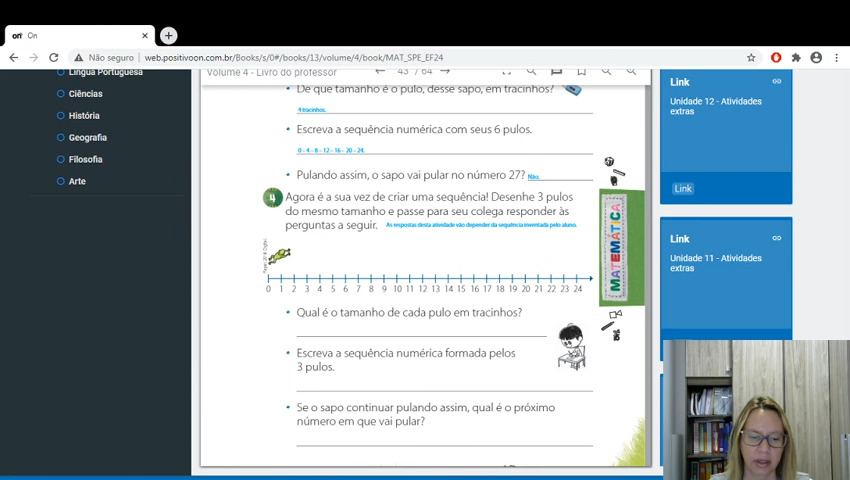 On
Não seguro
web.positivoon.com.br/Books/s/0#/books/13/volume/4/book/MAT_SPE_EF24
Língua Portuguesa
Ciências
História
Geografia
Filosofia
Arte
Volume 4 - Livro do professor
43 / 64
De que tamanho é o pulo, desse sapo, em tracinhos?
4 tracinhos.
Escreva a sequência numérica com seus 6 pulos.
0 - 4 - 8 - 12 - 16 - 20 - 24.
Pulando assim, o sapo vai pular no número 27? Não.
4
Agora é a sua vez de criar uma sequência! Desenhe 3 pulos
do mesmo tamanho e passe para seu colega responder às
perguntas a seguir. As respostas desta atividade vão depender da sequência inventada pelo aluno.
0 1 2 3 4 5 6 7 8 9 10 11 12 13 14 15 16 17 18 19 20 21 22 23 24
Qual é o tamanho de cada pulo em tracinhos?
Escreva a sequência numérica formada pelos
3 pulos.
Se o sapo continuar pulando assim, qual é o próximo
número em que vai pular?
MATEMÁTICA
Link
Unidade 12 - Atividades
extras
Link
Link
Unidade 11 - Atividades
extras